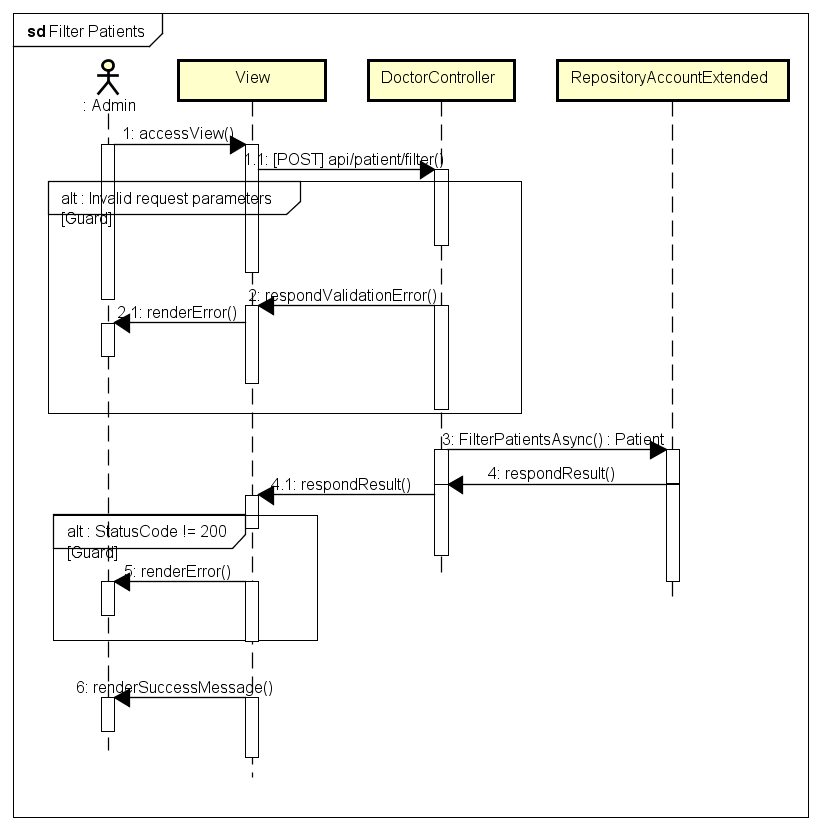 sd Filter Patients
View
DoctorController
RepositoryAccountExtended
: Admin
1: accessView()
1.1: [POST] api/patient/filter()
alt : Invalid request parameters
[Guard]
2: respondValidationError()
2.1: renderError()
3: FilterPatientsAsync() : Patient
4: respondResult()
4.1: respondResult()
alt : StatusCode != 200
[Guard]
5: renderError()
6: renderSuccessMessage()